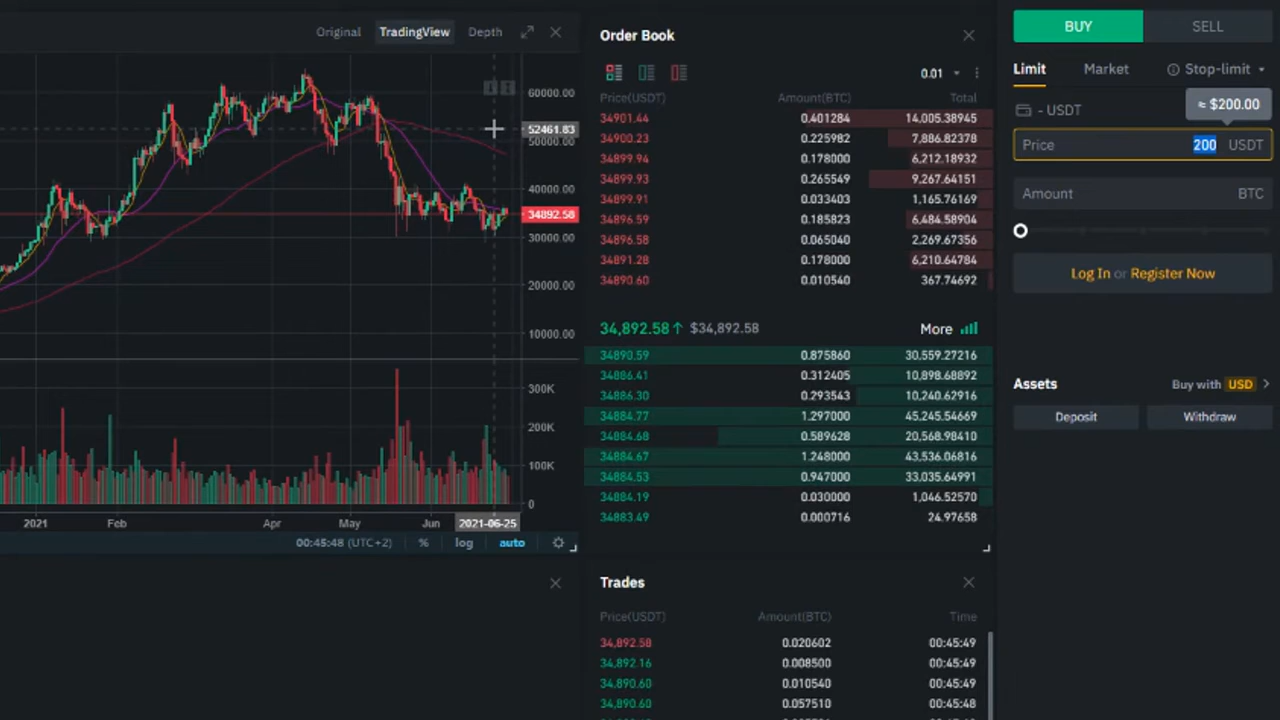 Original TradingView Depth
60000.00
52461.83
50000.00
40000.00
34892.58
30000.00
20000.00
10000.00
300K
200K
100K
0
2021 Feb Apr May Jun 2021-06-25
00:45:48 (UTC+2) % log auto
Order Book
0.01
Price(USDT) Amount(BTC) Total
34901.44 0.401284 14,005.38945
34900.23 0.225982 7,886.82378
34899.94 0.178000 6,212.18932
34899.93 0.265549 9,267.64151
34899.91 0.033403 1,165.76169
34896.59 0.185823 6,484.58904
34896.58 0.065040 2,269.67356
34891.28 0.178000 6,210.64784
34890.60 0.010540 367.74692
34,892.58↑ $34,892.58 More
34890.59 0.875860 30,559.27216
34886.41 0.312405 10,898.68892
34886.30 0.293543 10,240.62916
34884.77 1.297000 45,245.54669
34884.68 0.589628 20,568.98410
34884.67 1.248000 43,536.06816
34884.53 0.947000 33,035.64991
34884.19 0.030000 1,046.52570
34883.49 0.000716 24.97658
Trades
Price(USDT) Amount(BTC) Time
34,892.58 0.020602 00:45:49
34,892.16 0.008500 00:45:49
34,890.60 0.010540 00:45:49
34,890.60 0.057510 00:45:48
BUY SELL
Limit Market Stop-limit
- USDT
≈ $200.00
Price 200 USDT
Amount BTC
Log In or Register Now
Assets Buy with USD
Deposit Withdraw